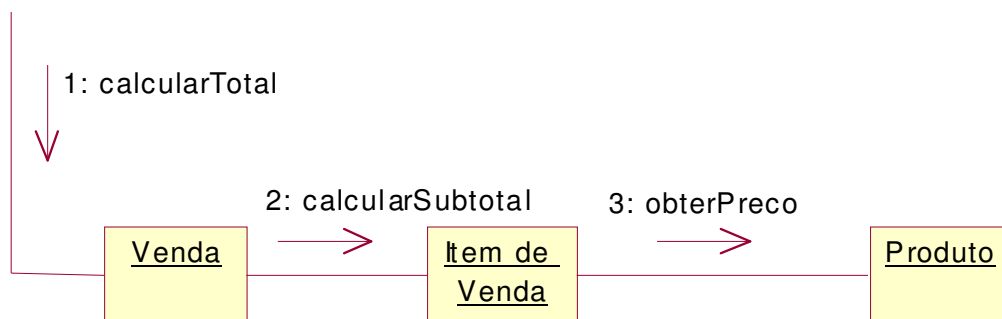 1: calcularTotal
2: calcularSubtotal
3: obterPreco
Venda
Item de
Venda
Produto